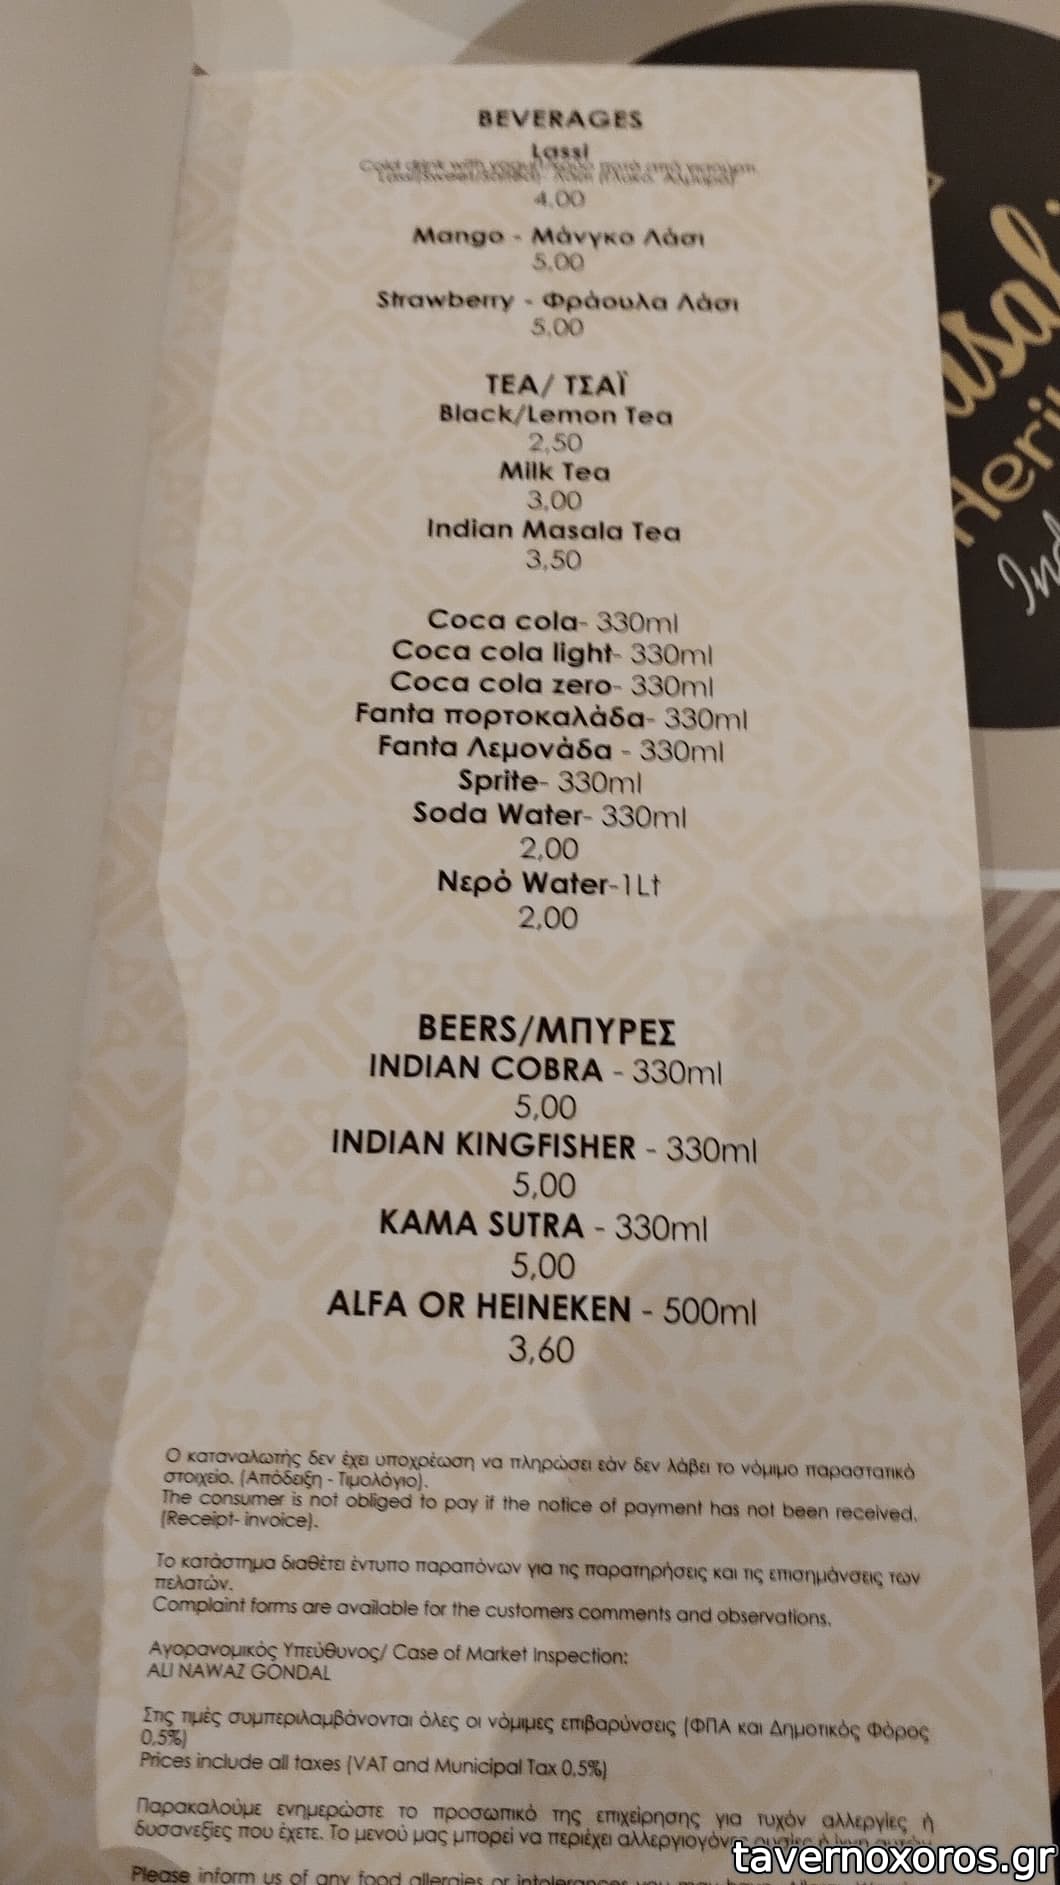 BEVERAGES
Lassi
4,00
Mango - Μάνγκο Λάσι
5,00
Strawberry - Φράουλα Λάσι
5,00
TEA/ ΤΣΑΪ
Black/Lemon Tea
2,50
Milk Tea
3,00
Indian Masala Tea
3,50
Coca cola- 330ml
Coca cola light- 330ml
Coca cola zero- 330ml
Fanta πορτοκαλάδα- 330ml
Fanta Λεμονάδα - 330ml
Sprite- 330ml
Soda Water- 330ml
2,00
Νερό Water-1Lt
2,00
BEERS/ΜΠΥΡΕΣ
INDIAN COBRA - 330ml
5,00
INDIAN KINGFISHER - 330ml
5,00
KAMA SUTRA - 330ml
5,00
ALFA OR HEINEKEN - 500ml
3,60
Ο καταναλωτής δεν έχει υποχρέωση να πληρώσει εάν δεν λάβει το νόμιμο παραστατικό
στοιχείο. (Απόδειξη - Τιμολόγιο).
The consumer is not obliged to pay if the notice of payment has not been received.
(Receipt- invoice).
Το κατάστημα διαθέτει έντυπο παραπόνων για τις παρατηρήσεις και τις επισημάνσεις των
πελατών.
Complaint forms are available for the customers comments and observations.
Αγορανομικός Υπεύθυνος/ Case of Market Inspection:
ALI NAWAZ GONDAL
Στις τιμές συμπεριλαμβάνονται όλες οι νόμιμες επιβαρύνσεις (ΦΠΑ και Δημοτικός Φόρος
0,5%)
Prices include all taxes (VAT and Municipal Tax 0,5%)
Παρακαλούμε ενημερώστε το προσωπικό της επιχείρησης για τυχόν αλλεργίες ή
δυσανεξίες που έχετε. Το μενού μας μπορεί να περιέχει αλλεργιογόνες ουσίες ή ίχνη αυτών.
Please inform us of any food allergies or intolerances
tavernoxoros.gr